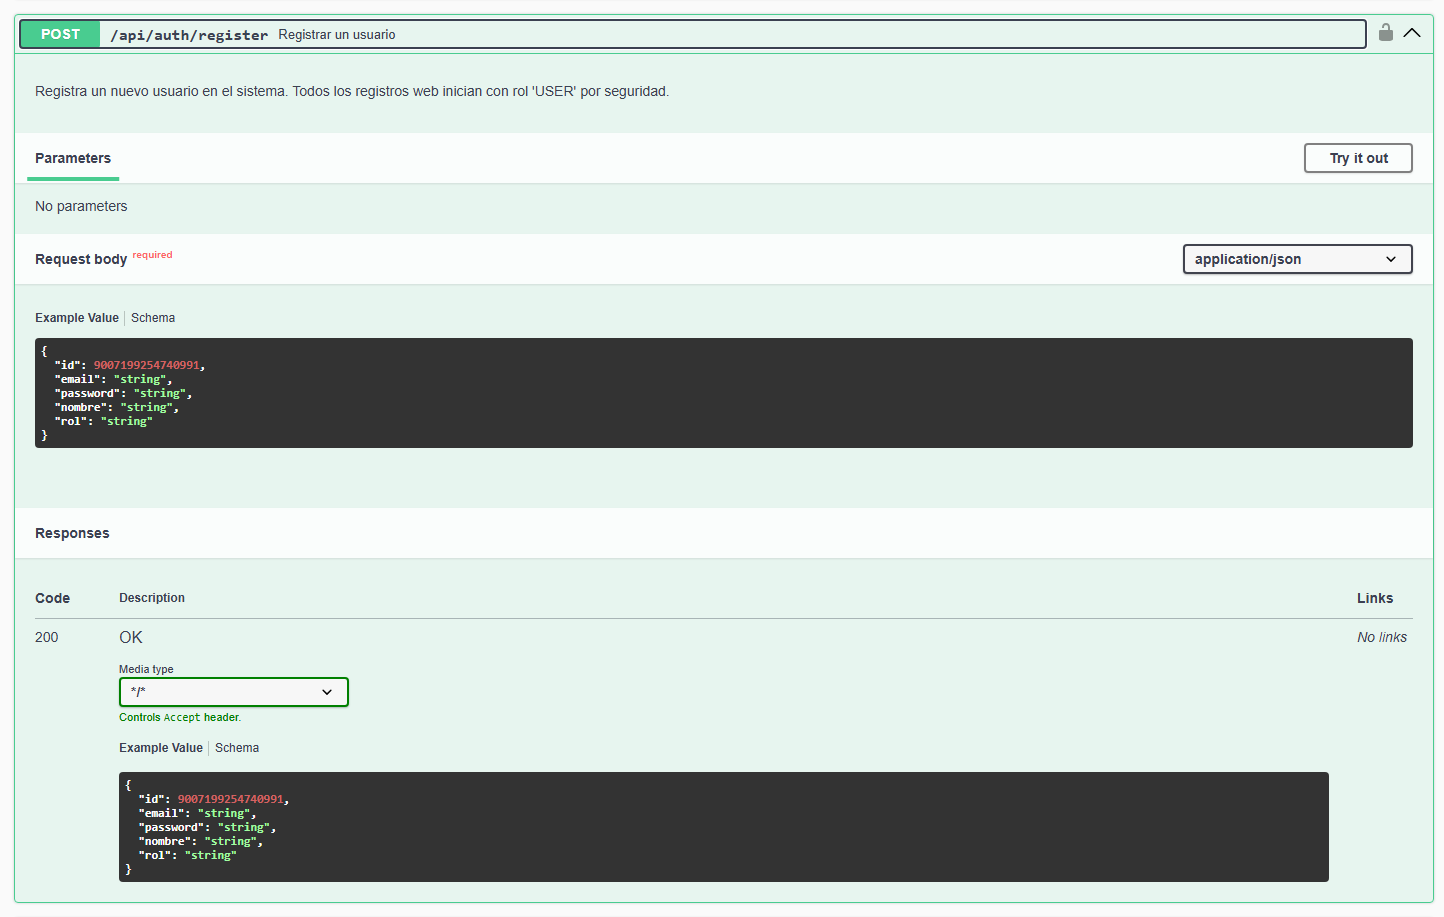 POST /api/auth/register Registrar un usuario
Registra un nuevo usuario en el sistema. Todos los registros web inician con rol 'USER' por seguridad.
Parameters Try it out
No parameters
Request body required application/json
Example Value Schema
{
"id": 9007199254740991,
"email": "string",
"password": "string",
"nombre": "string",
"rol": "string"
}
Responses
Code Description Links
200 OK No links
Media type
*/*
Controls Accept header.
Example Value Schema
{
"id": 9007199254740991,
"email": "string",
"password": "string",
"nombre": "string",
"rol": "string"
}